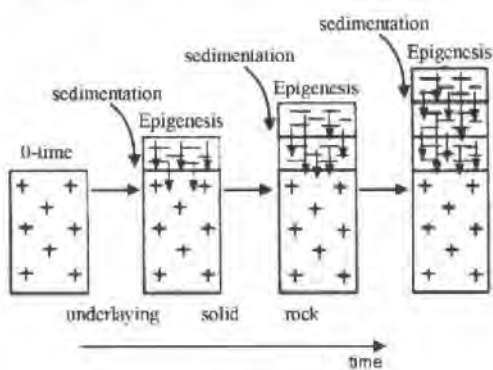 sedimentation
Epigenesis
sedimentation
Epigenesis
sedimentation
Epigenesis
0-time
underlaying solid rock
time